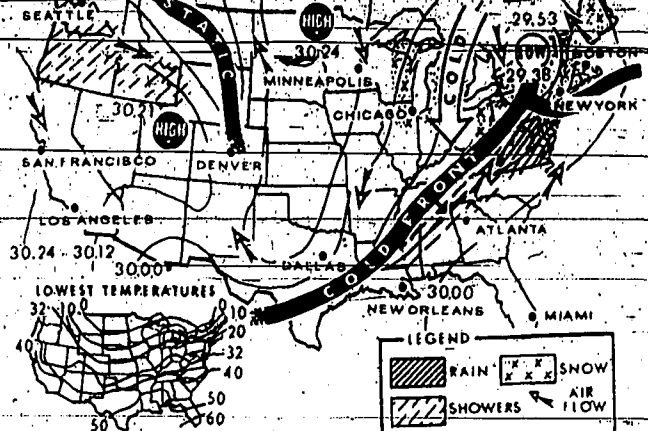 SEATTLE
STATIC
HIGH
30.24
COLD
29.53
LOW
BOSTON
29.38
MINNEAPOLIS
CHICAGO
NEW YORK
30.21
HIGH
SAN FRANCISCO
DENVER
LOS ANGELES
ATLANTA
30.24
30.12
30.00
DALLAS
COLD FRONT
30.00
NEW ORLEANS
MIAMI
LOWEST TEMPERATURES
32
10
0
0
10
20
32
40
40
50
50
60
LEGEND
RAIN
SNOW
SHOWERS
AIR
FLOW